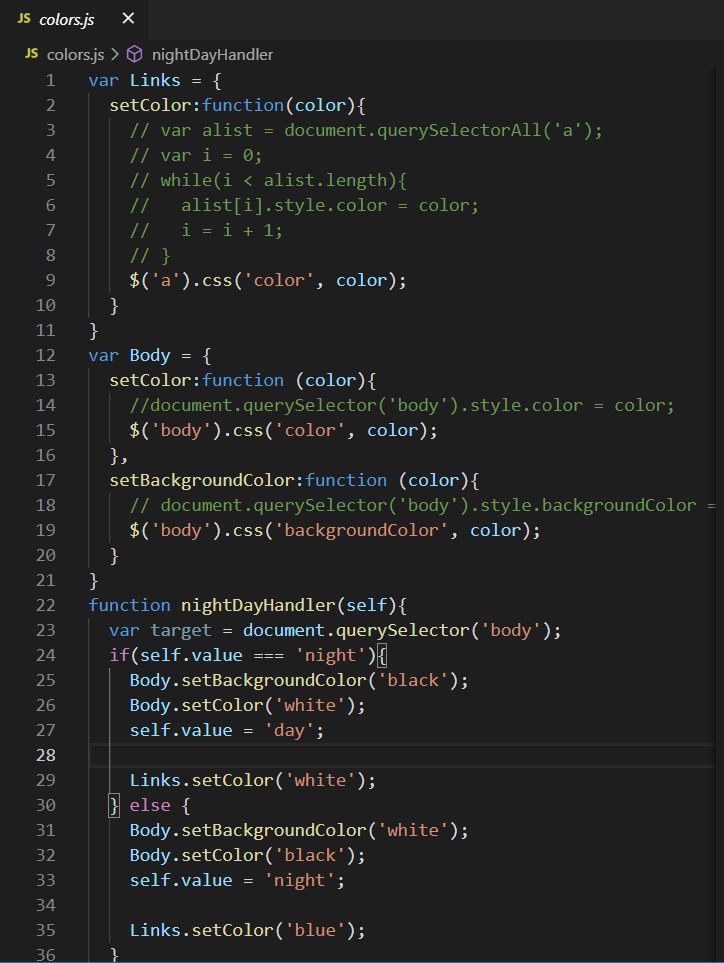 JS colors.js ×
JS colors.js > nightDayHandler
1 var Links = {
2   setColor:function(color){
3     // var alist = document.querySelectorAll('a');
4     // var i = 0;
5     // while(i < alist.length){
6     //   alist[i].style.color = color;
7     //   i = i + 1;
8     // }
9     $('a').css('color', color);
10   }
11 }
12 var Body = {
13   setColor:function (color){
14     //document.querySelector('body').style.color = color;
15     $('body').css('color', color);
16   },
17   setBackgroundColor:function (color){
18     // document.querySelector('body').style.backgroundColor =
19     $('body').css('backgroundColor', color);
20   }
21 }
22 function nightDayHandler(self){
23   var target = document.querySelector('body');
24   if(self.value === 'night'){
25     Body.setBackgroundColor('black');
26     Body.setColor('white');
27     self.value = 'day';
28
29     Links.setColor('white');
30   } else {
31     Body.setBackgroundColor('white');
32     Body.setColor('black');
33     self.value = 'night';
34
35     Links.setColor('blue');
36   }